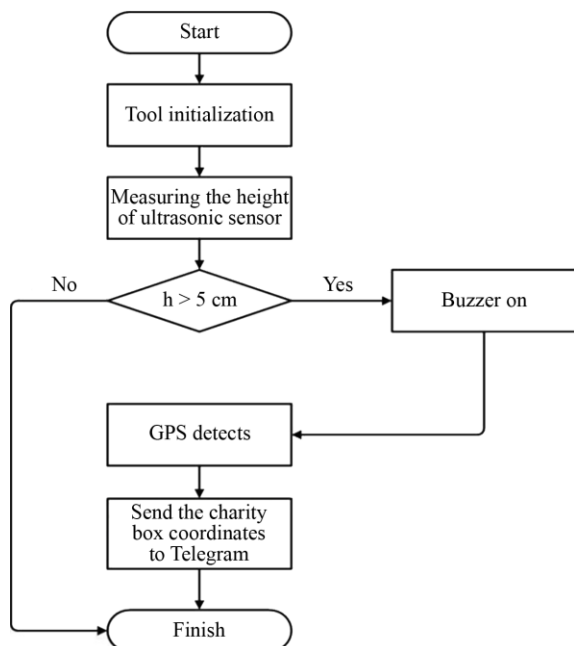 Start
Tool initialization
Measuring the height
of ultrasonic sensor
No
h > 5 cm
Yes
Buzzer on
GPS detects
Send the charity
box coordinates
to Telegram
Finish